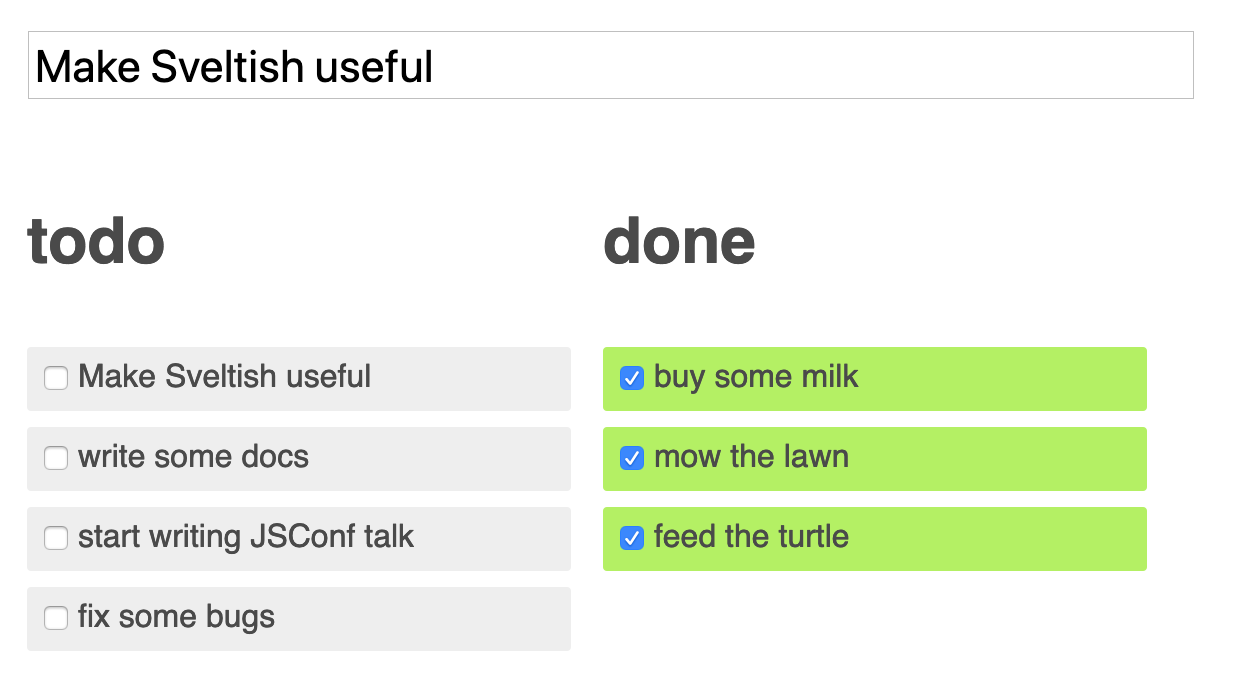 Make Sveltish useful
todo
Make Sveltish useful
write some docs
start writing JSConf talk
fix some bugs
done
buy some milk
mow the lawn
feed the turtle